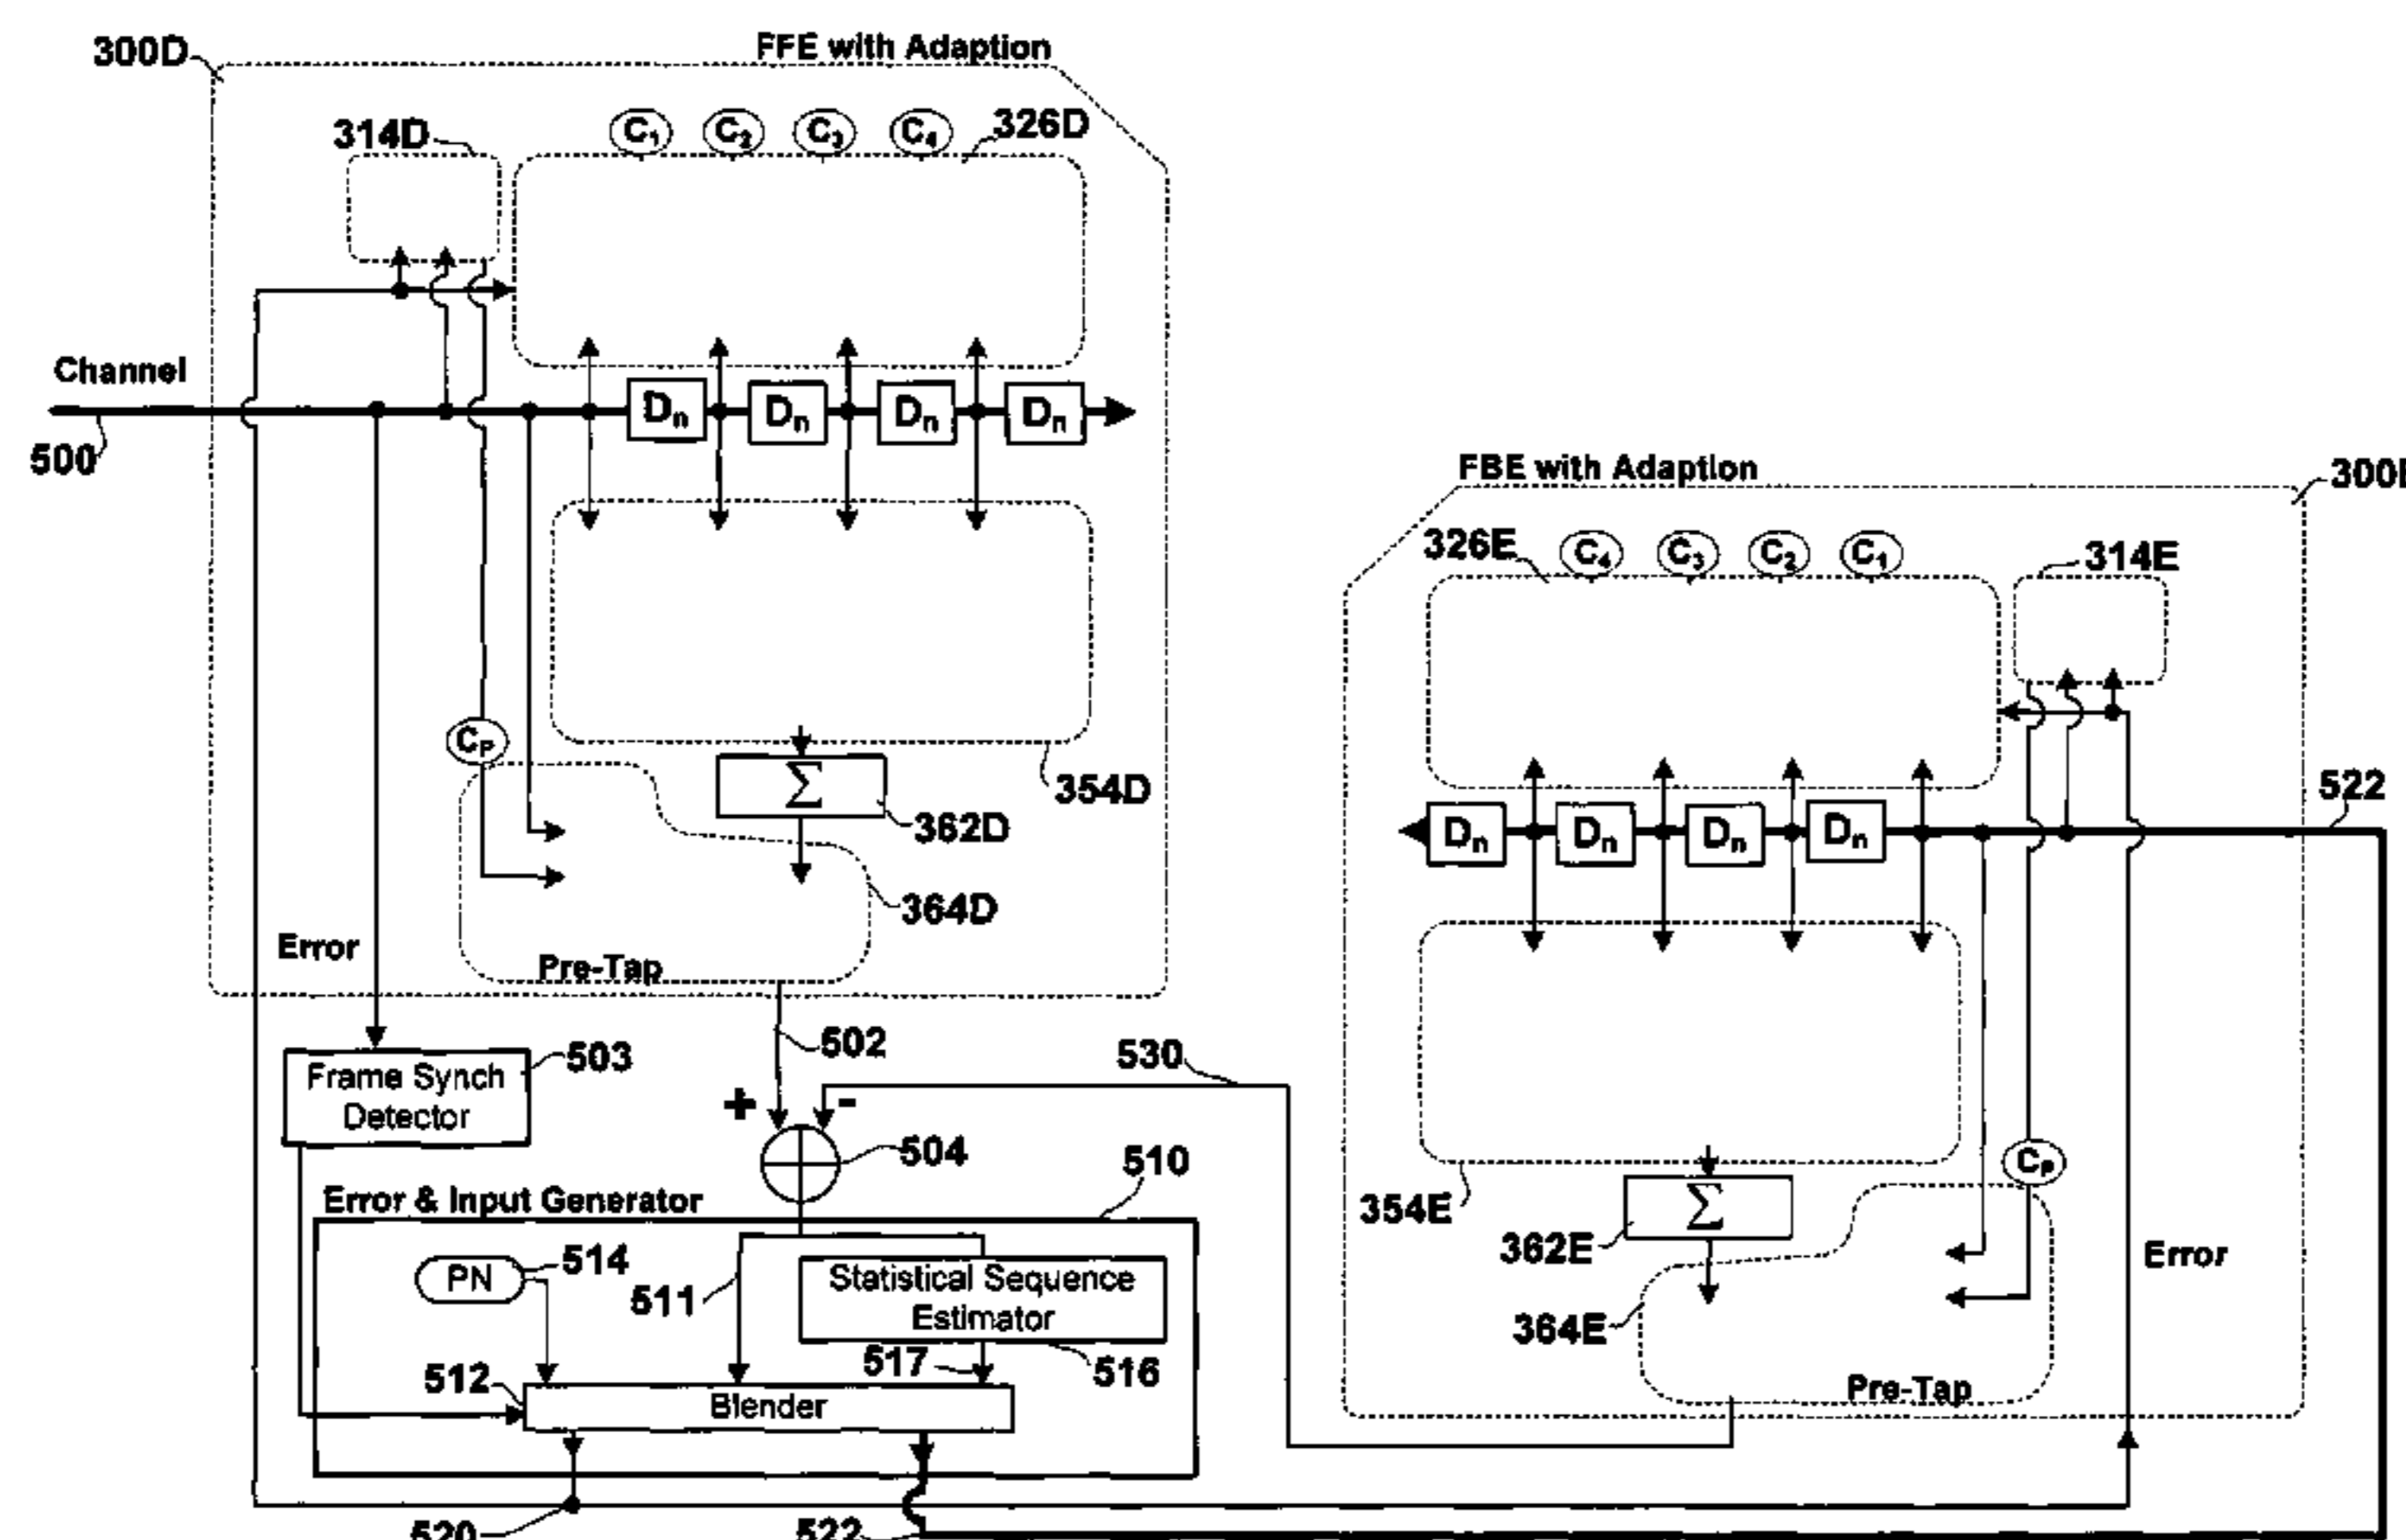 FFE with Adaption
300D
314D
C1 C2 C3 C4
326D
Channel
500
Dn Dn Dn Dn
CP
Σ
354D
362D
364D
Error
Pre-Tap
FBE with Adaption
300E
326E
C4 C3 C2 C1
314E
522
Dn Dn Dn Dn
354E
CP
Σ
362E
364E
Error
Pre-Tap
502
530
503
Frame Synch
Detector
+ -
504
510
Error & Input Generator
PN
514
511
Statistical Sequence
Estimator
517
516
512
Blender
520
522